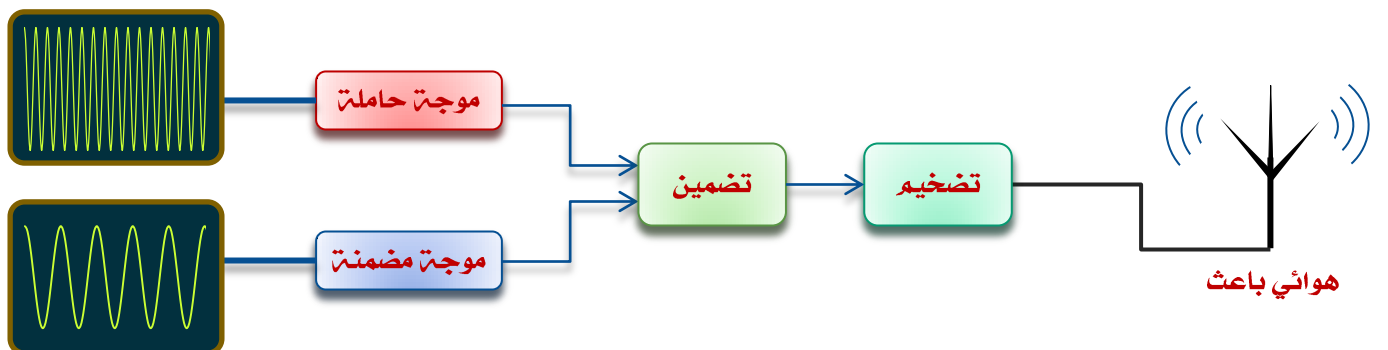 موجة حاملة
موجة مضمنة
تضمين
تضخيم
هوائي باعث